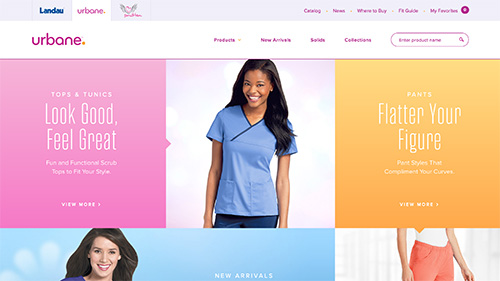 Landau
urbane.
Catalog
News
Where to Buy
Fit Guide
My Favorites 0
urbane.
Products
New Arrivals
Solids
Collections
Enter product name
TOPS & TUNICS
Look Good,
Feel Great
Fun and Functional Scrub
Tops to Fit Your Style.
VIEW MORE >
PANTS
Flatter Your
Figure
Pant Styles That
Compliment Your Curves.
VIEW MORE >
NEW ARRIVALS